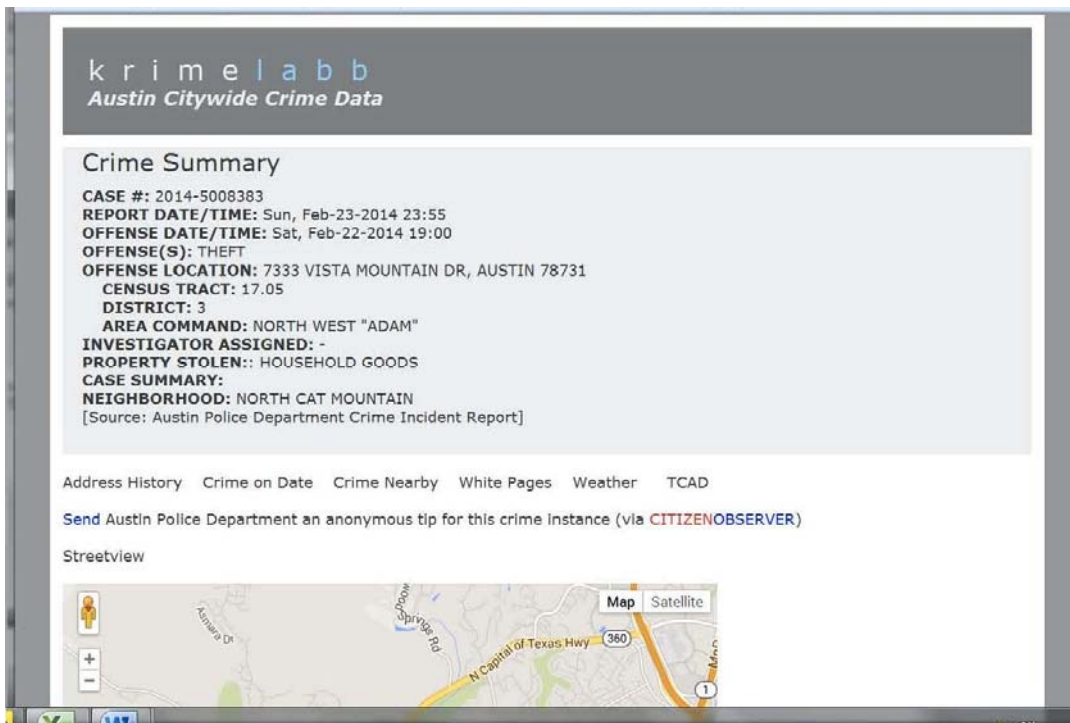 krimelabb
Austin Citywide Crime Data
Crime Summary
CASE #: 2014-5008383
REPORT DATE/TIME: Sun, Feb-23-2014 23:55
OFFENSE DATE/TIME: Sat, Feb-22-2014 19:00
OFFENSE(S): THEFT
OFFENSE LOCATION: 7333 VISTA MOUNTAIN DR, AUSTIN 78731
CENSUS TRACT: 17.05
DISTRICT: 3
AREA COMMAND: NORTH WEST "ADAM"
INVESTIGATOR ASSIGNED: -
PROPERTY STOLEN:: HOUSEHOLD GOODS
CASE SUMMARY:
NEIGHBORHOOD: NORTH CAT MOUNTAIN
[Source: Austin Police Department Crime Incident Report]
Address History Crime on Date Crime Nearby White Pages Weather TCAD
Send Austin Police Department an anonymous tip for this crime instance (via CITIZENOBSERVER)
Streetview
Map Satellite
Asmara Dr
Springs Rd
N Capital of Texas Hwy
360
+
−
1